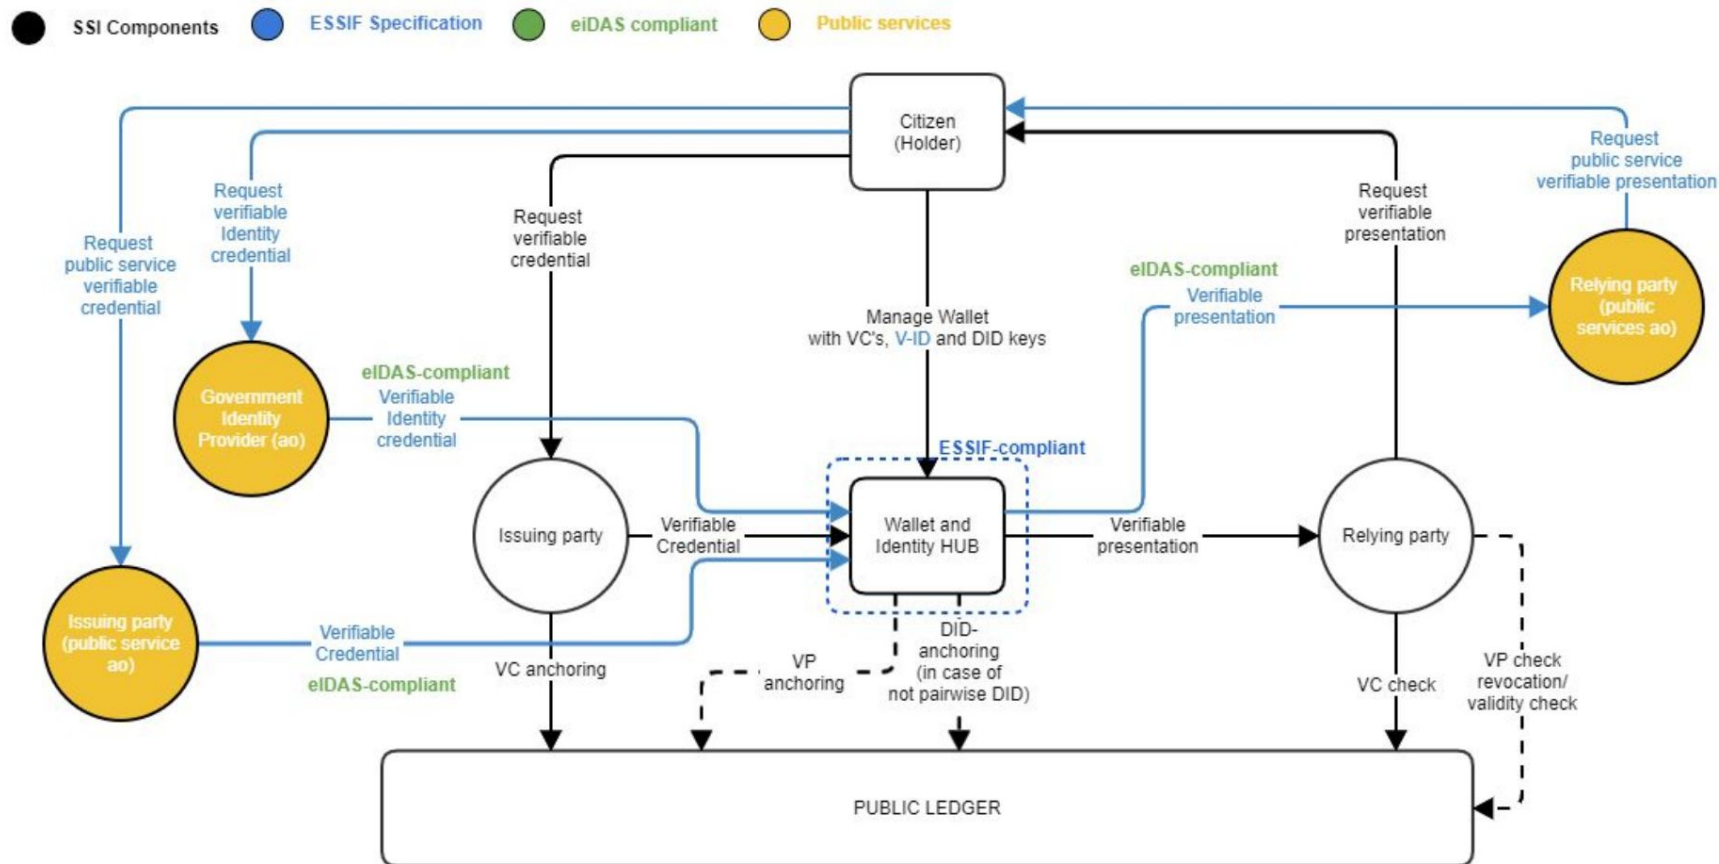 SSI Components
ESSIF Specification
eiDAS compliant
Public services
Citizen
(Holder)
Request
public service
verifiable presentation
Request
verifiable
Identity
credential
Request
verifiable
presentation
Request
verifiable
credential
Request
public service
verifiable
credential
eIDAS-compliant
Verifiable
presentation
Relying party
(public
services ao)
Manage Wallet
with VC's, V-ID and DID keys
eIDAS-compliant
Verifiable
Identity
credential
Government
Identity
Provider (ao)
ESSIF-compliant
Issuing party
Verifiable
Credential
Wallet and
Identity HUB
Verifiable
presentation
Relying party
Issuing party
(public service
ao)
Verifiable
Credential
eIDAS-compliant
VC anchoring
VP
anchoring
DID-
anchoring
(in case of
not pairwise DID)
VC check
VP check
revocation/
validity check
PUBLIC LEDGER